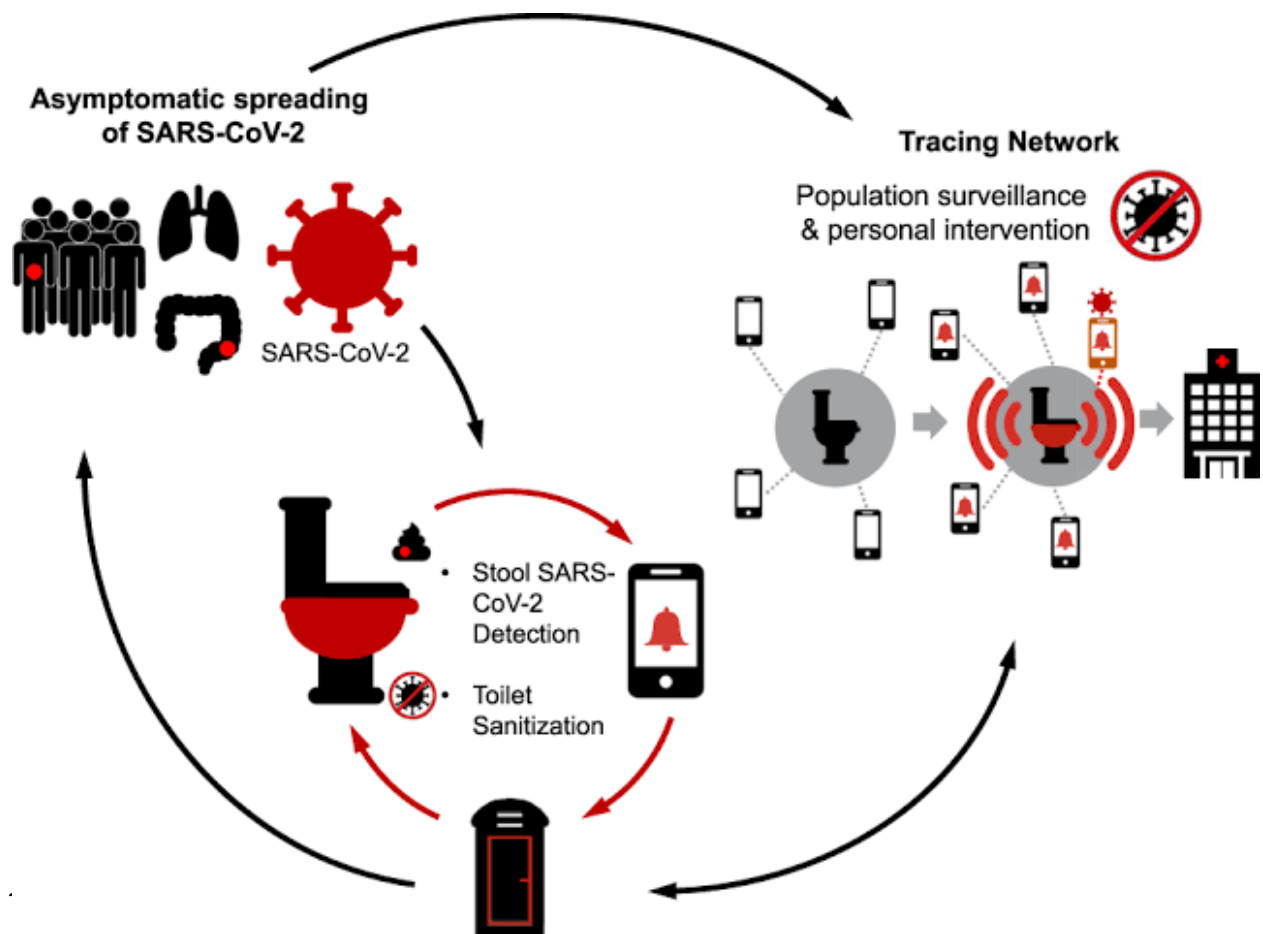 Asymptomatic spreading
of SARS-CoV-2
SARS-CoV-2
Tracing Network
Population surveillance
& personal intervention
• Stool SARS-
CoV-2
Detection
• Toilet
Sanitization